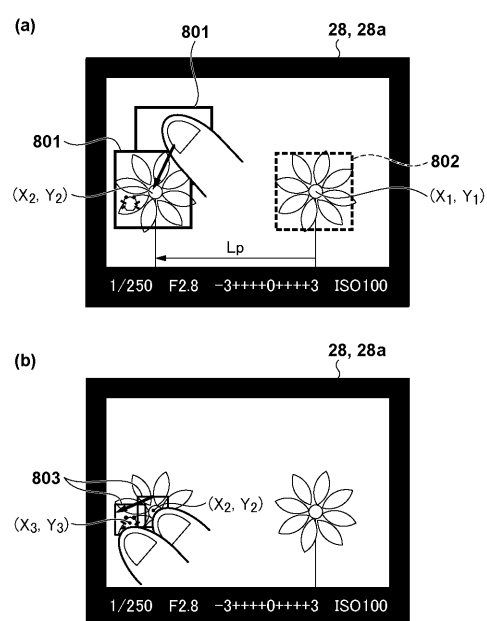 (a)
801
28, 28a
801
802
(X2, Y2)
(X1, Y1)
Lp
1/250 F2.8 -3++++0++++3 ISO100
(b)
28, 28a
803
(X2, Y2)
(X3, Y3)
1/250 F2.8 -3++++0++++3 ISO100